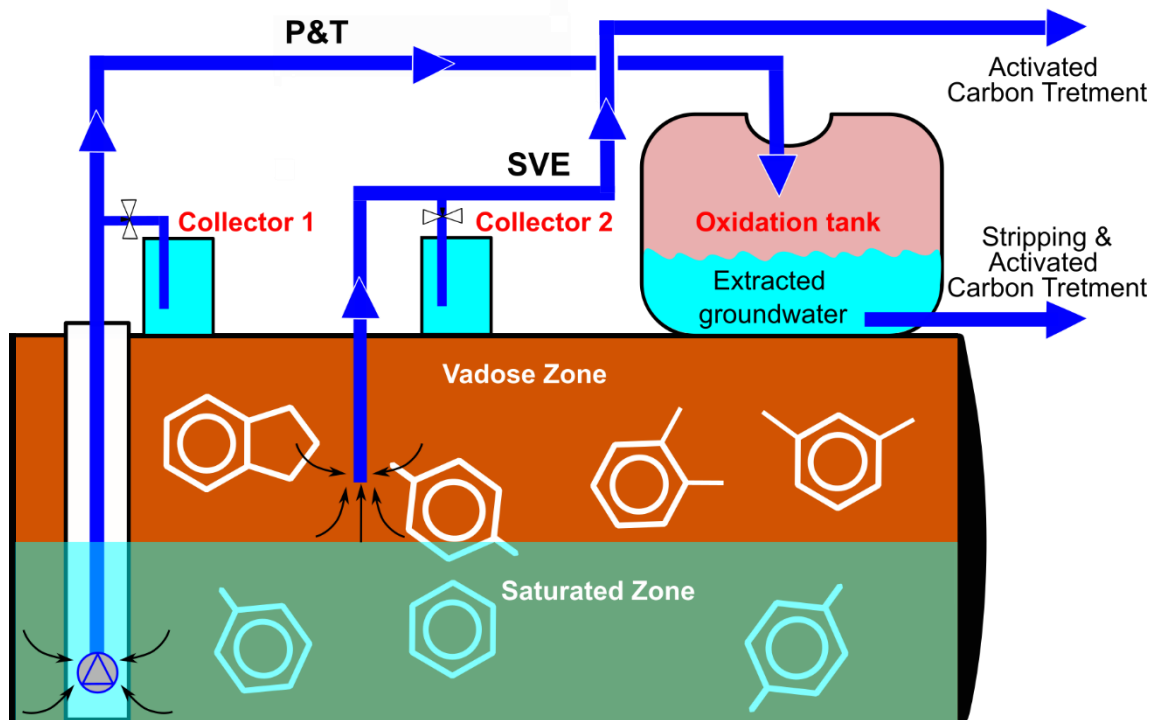 P&T
Activated
Carbon Tretment
SVE
Collector 1
Collector 2
Oxidation tank
Stripping &
Activated
Carbon Tretment
Extracted
groundwater
Vadose Zone
Saturated Zone